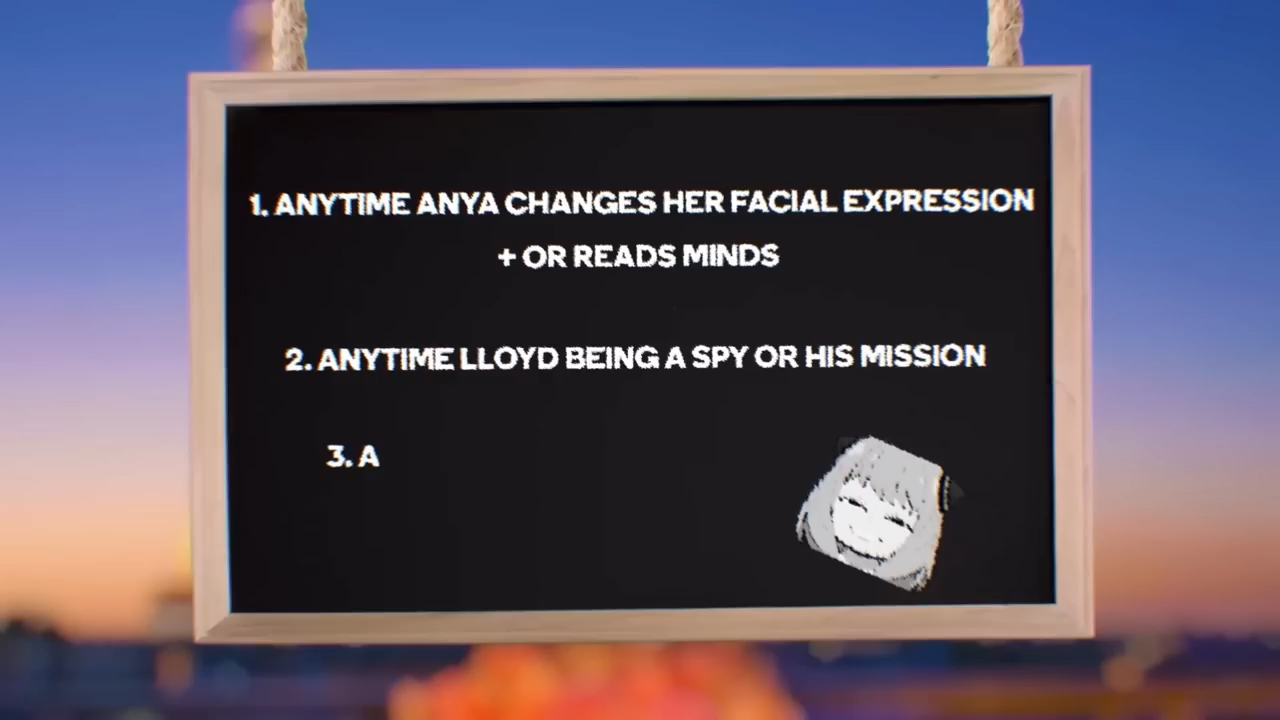 1. ANYTIME ANYA CHANGES HER FACIAL EXPRESSION
+ OR READS MINDS
2. ANYTIME LLOYD BEING A SPY OR HIS MISSION
3. A